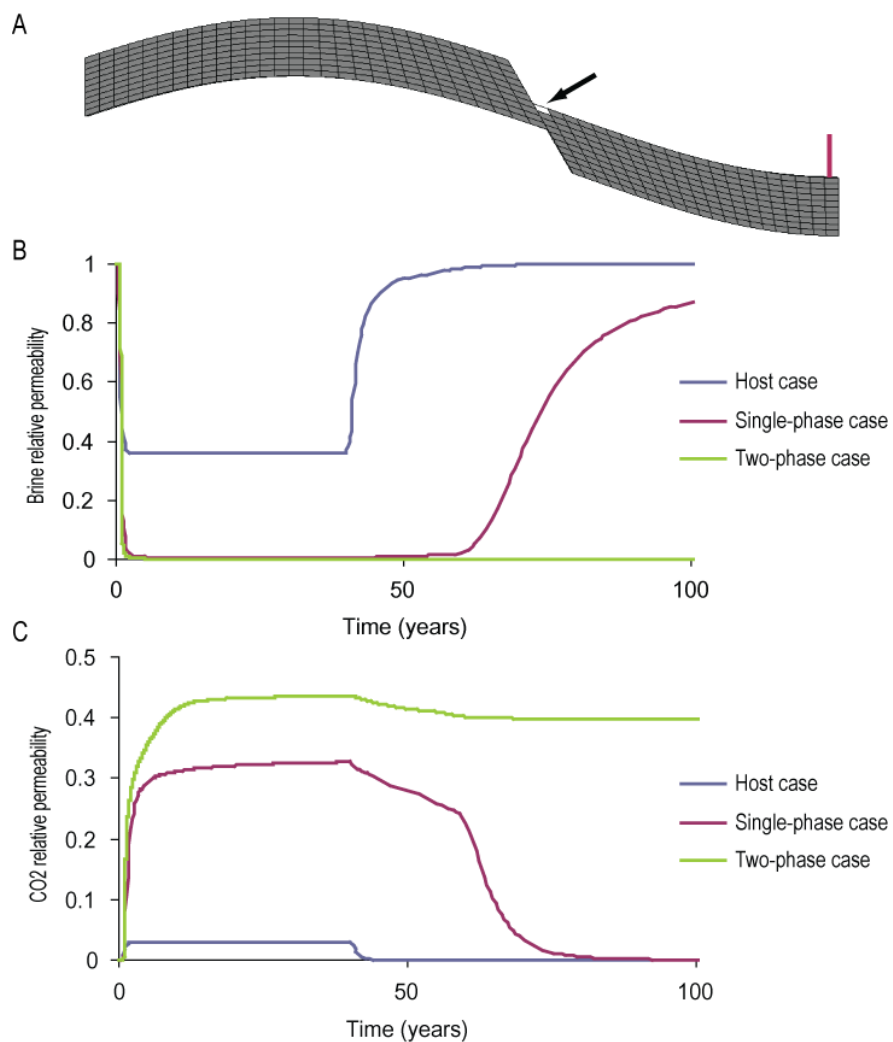 A
B
Brine relative permeability
1
0.8
0.6
0.4
0.2
0
0
50
100
Time (years)
Host case
Single-phase case
Two-phase case
C
CO2 relative permeability
0.5
0.4
0.3
0.2
0.1
0
0
50
100
Time (years)
Host case
Single-phase case
Two-phase case